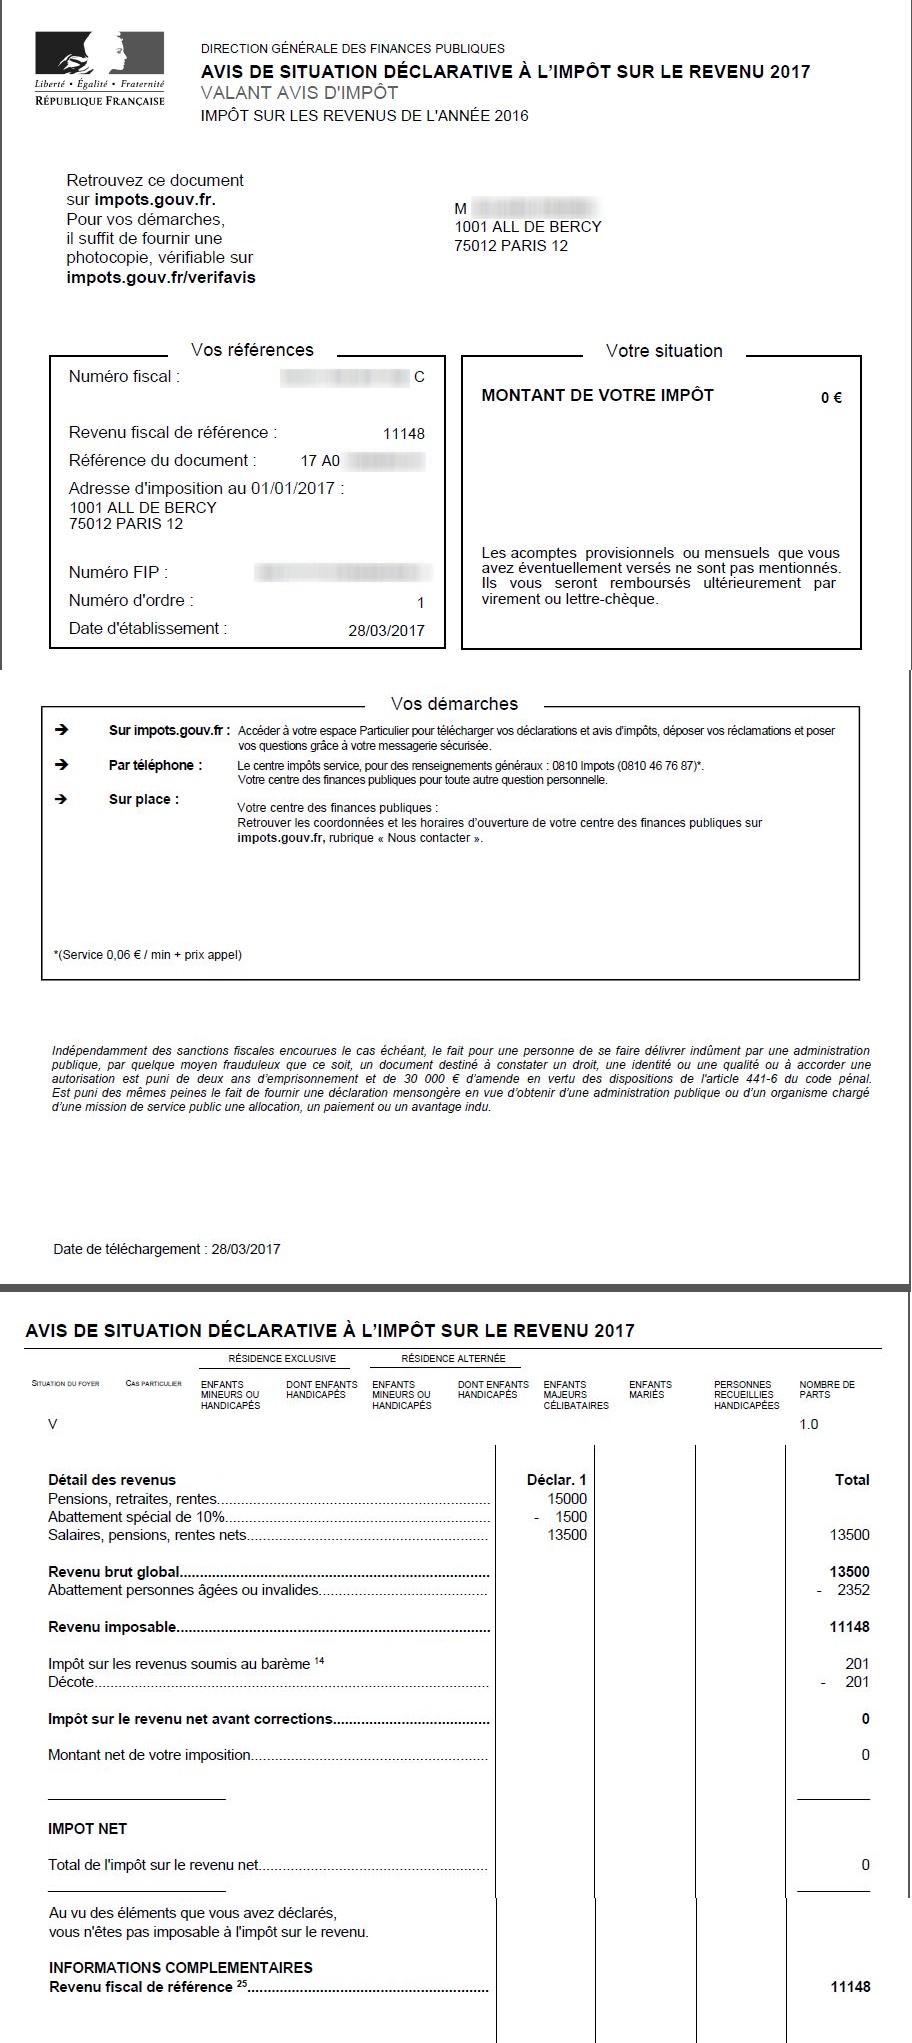 Liberté • Égalité • Fraternité
RÉPUBLIQUE FRANÇAISE
DIRECTION GÉNÉRALE DES FINANCES PUBLIQUES
AVIS DE SITUATION DÉCLARATIVE À L'IMPÔT SUR LE REVENU 2017
VALANT AVIS D'IMPÔT
IMPÔT SUR LES REVENUS DE L'ANNÉE 2016
Retrouvez ce document
sur impots.gouv.fr.
Pour vos démarches,
il suffit de fournir une
photocopie, vérifiable sur
impots.gouv.fr/verifavis
M
1001 ALL DE BERCY
75012 PARIS 12
Vos références
Numéro fiscal : C
Revenu fiscal de référence : 11148
Référence du document : 17 A0
Adresse d'imposition au 01/01/2017 :
1001 ALL DE BERCY
75012 PARIS 12
Numéro FIP :
Numéro d'ordre : 1
Date d'établissement : 28/03/2017
Votre situation
MONTANT DE VOTRE IMPÔT 0 €
Les acomptes provisionnels ou mensuels que vous
avez éventuellement versés ne sont pas mentionnés.
Ils vous seront remboursés ultérieurement par
virement ou lettre-chèque.
Vos démarches
➔ Sur impots.gouv.fr : Accéder à votre espace Particulier pour télécharger vos déclarations et avis d'impôts, déposer vos réclamations et poser
vos questions grâce à votre messagerie sécurisée.
➔ Par téléphone : Le centre impôts service, pour des renseignements généraux : 0810 Impots (0810 46 76 87)*.
Votre centre des finances publiques pour toute autre question personnelle.
➔ Sur place :
Votre centre des finances publiques :
Retrouver les coordonnées et les horaires d'ouverture de votre centre des finances publiques sur
impots.gouv.fr, rubrique « Nous contacter ».
*(Service 0,06 € / min + prix appel)
Indépendamment des sanctions fiscales encourues le cas échéant, le fait pour une personne de se faire délivrer indûment par une administration
publique, par quelque moyen frauduleux que ce soit, un document destiné à constater un droit, une identité ou une qualité ou à accorder une
autorisation est puni de deux ans d'emprisonnement et de 30 000 € d'amende en vertu des dispositions de l'article 441-6 du code pénal.
Est puni des mêmes peines le fait de fournir une déclaration mensongère en vue d'obtenir d'une administration publique ou d'un organisme chargé
d'une mission de service public une allocation, un paiement ou un avantage indu.
Date de téléchargement : 28/03/2017
AVIS DE SITUATION DÉCLARATIVE À L'IMPÔT SUR LE REVENU 2017
RÉSIDENCE EXCLUSIVE RÉSIDENCE ALTERNÉE
SITUATION DU FOYER CAS PARTICULIER ENFANTS DONT ENFANTS ENFANTS DONT ENFANTS ENFANTS ENFANTS PERSONNES NOMBRE DE
MINEURS OU HANDICAPÉS MINEURS OU HANDICAPÉS MAJEURS MARIÉS RECUEILLIES PARTS
HANDICAPÉS HANDICAPÉS CÉLIBATAIRES HANDICAPÉES
V 1.0
Détail des revenus Déclar. 1 Total
Pensions, retraites, rentes 15000
Abattement spécial de 10% - 1500
Salaires, pensions, rentes nets 13500 13500
Revenu brut global 13500
Abattement personnes âgées ou invalides - 2352
Revenu imposable 11148
Impôt sur les revenus soumis au barème 14 201
Décote - 201
Impôt sur le revenu net avant corrections 0
Montant net de votre imposition 0
IMPOT NET
Total de l'impôt sur le revenu net 0
Au vu des éléments que vous avez déclarés,
vous n'êtes pas imposable à l'impôt sur le revenu.
INFORMATIONS COMPLEMENTAIRES
Revenu fiscal de référence 25 11148